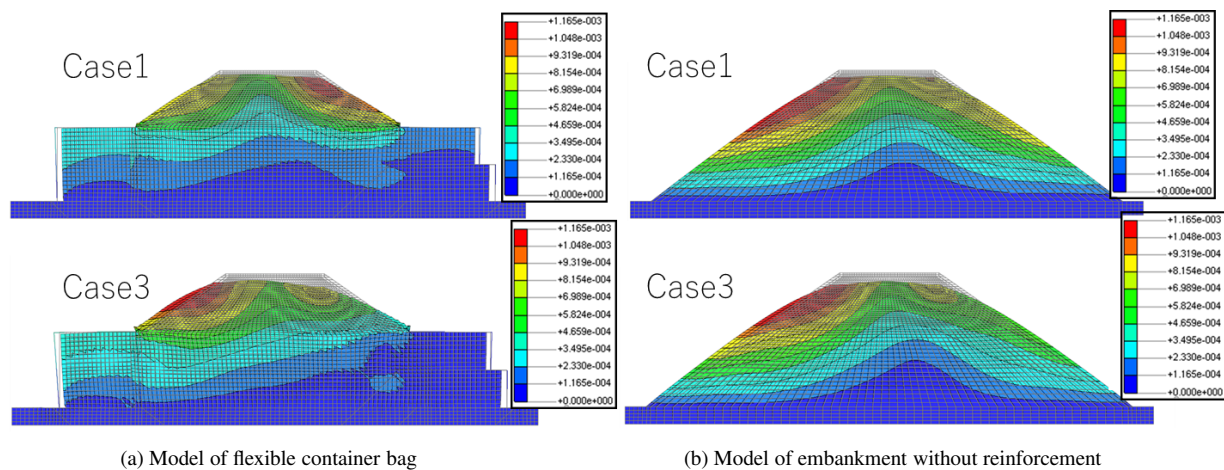 Case1
+1.165e-003
+1.048e-003
+9.319e-004
+8.154e-004
+6.989e-004
+5.824e-004
+4.659e-004
+3.495e-004
+2.330e-004
+1.165e-004
+0.000e+000
Case1
+1.165e-003
+1.048e-003
+9.319e-004
+8.154e-004
+6.989e-004
+5.824e-004
+4.659e-004
+3.495e-004
+2.330e-004
+1.165e-004
+0.000e+000
Case3
+1.165e-003
+1.048e-003
+9.319e-004
+8.154e-004
+6.989e-004
+5.824e-004
+4.659e-004
+3.495e-004
+2.330e-004
+1.165e-004
+0.000e+000
Case3
+1.165e-003
+1.048e-003
+9.319e-004
+8.154e-004
+6.989e-004
+5.824e-004
+4.659e-004
+3.495e-004
+2.330e-004
+1.165e-004
+0.000e+000
(a) Model of flexible container bag
(b) Model of embankment without reinforcement